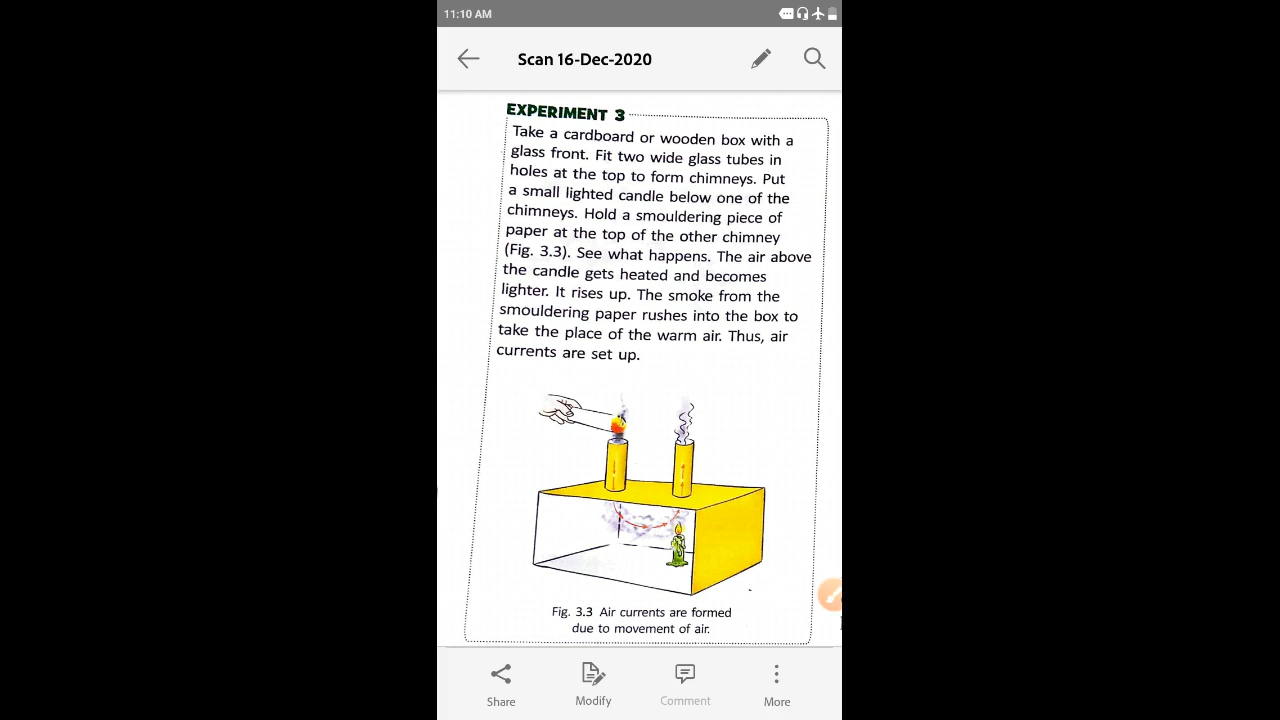 11:10 AM
Scan 16-Dec-2020
EXPERIMENT 3
Take a cardboard or wooden box with a
glass front. Fit two wide glass tubes in
holes at the top to form chimneys. Put
a small lighted candle below one of the
chimneys. Hold a smouldering piece of
paper at the top of the other chimney
(Fig. 3.3). See what happens. The air above
the candle gets heated and becomes
lighter. It rises up. The smoke from the
smouldering paper rushes into the box to
take the place of the warm air. Thus, air
currents are set up.
Fig. 3.3 Air currents are formed
due to movement of air.
Share
Modify
Comment
More